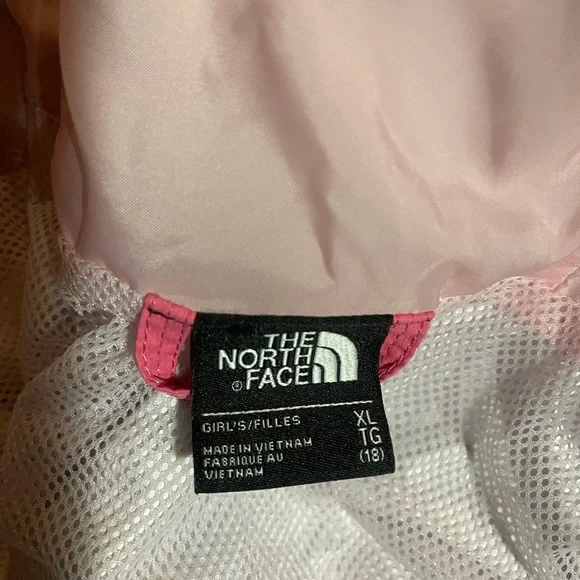 THE
NORTH
® FACE
GIRL'S/FILLES XL
TG
MADE IN VIETNAM (18)
FABRIQUE AU
VIETNAM